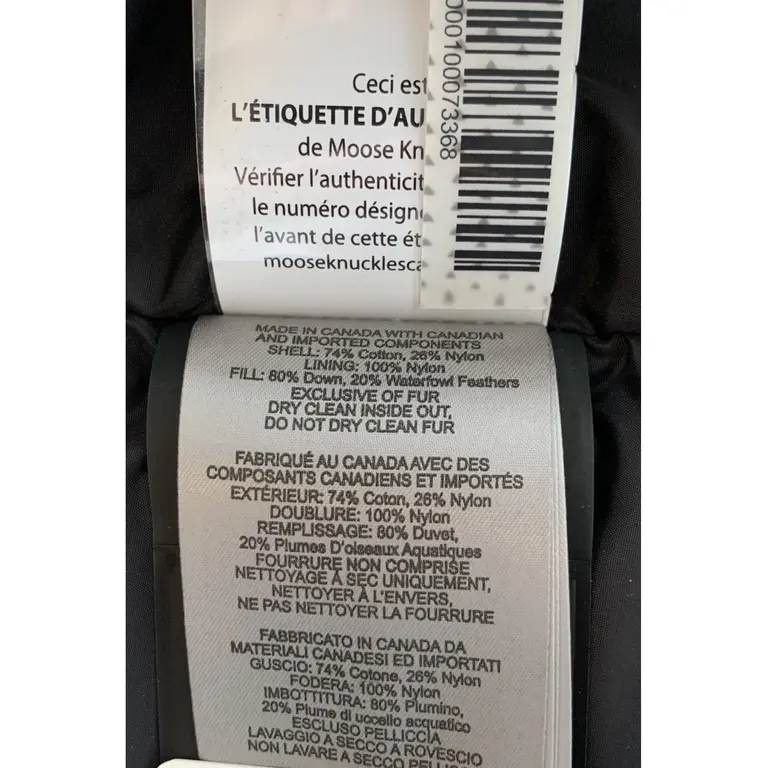 Ceci est
L'ÉTIQUETTE D'AU
de Moose Kn
Vérifier l'authenticit
le numéro désign
l'avant de cette ét
mooseknucklesca
000100073368
MADE IN CANADA WITH CANADIAN
AND IMPORTED COMPONENTS
SHELL: 74% Cotton, 26% Nylon
LINING: 100% Nylon
FILL: 80% Down, 20% Waterfowl Feathers
EXCLUSIVE OF FUR
DRY CLEAN INSIDE OUT,
DO NOT DRY CLEAN FUR
FABRIQUÉ AU CANADA AVEC DES
COMPOSANTS CANADIENS ET IMPORTÉS
EXTÉRIEUR: 74% Coton, 26% Nylon
DOUBLURE: 100% Nylon
REMPLISSAGE: 80% Duvet,
20% Plumes D'oiseaux Aquatiques
FOURRURE NON COMPRISE
NETTOYAGE À SEC UNIQUEMENT,
NETTOYER À L'ENVERS,
NE PAS NETTOYER LA FOURRURE
FABBRICATO IN CANADA DA
MATERIALI CANADESI ED IMPORTATI
GUSCIO: 74% Cotone, 26% Nylon
FODERA: 100% Nylon
IMBOTTITURA: 80% Piumino,
20% Piume di uccello acquatico
ESCLUSO PELLICCIA
LAVAGGIO A SECCO A ROVESCIO
NON LAVARE A SECCO PELLIC